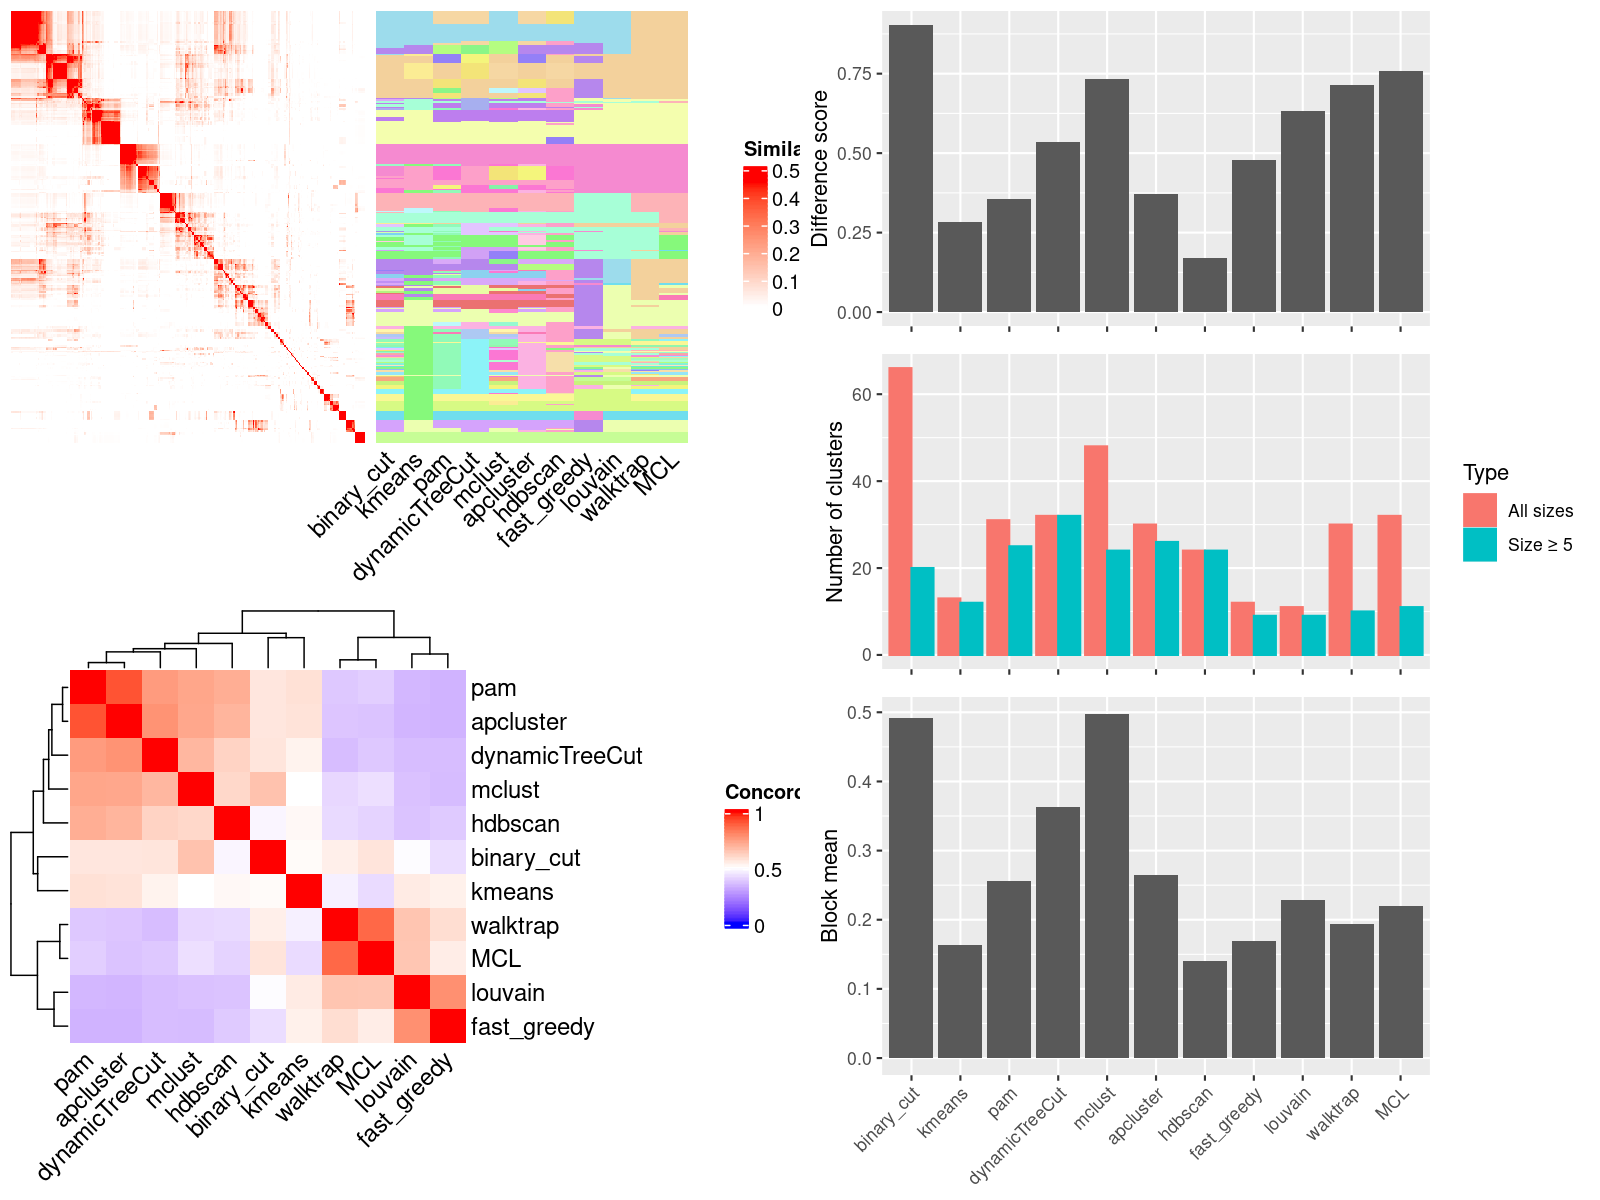 Simila
0.5
0.4
0.3
0.2
0.1
0
binary_cut
kmeans
pam
dynamicTreeCut
mclust
apcluster
hdbscan
fast_greedy
louvain
walktrap
MCL
Difference score
0.75
0.50
0.25
0.00
Number of clusters
60
40
20
0
Type
All sizes
Size ≥ 5
pam
apcluster
dynamicTreeCut
mclust
hdbscan
binary_cut
kmeans
walktrap
MCL
louvain
fast_greedy
pam
apcluster
dynamicTreeCut
mclust
hdbscan
binary_cut
kmeans
walktrap
MCL
louvain
fast_greedy
Concord
1
0.5
0
Block mean
0.5
0.4
0.3
0.2
0.1
0.0
binary_cut
kmeans
pam
dynamicTreeCut
mclust
apcluster
hdbscan
fast_greedy
louvain
walktrap
MCL